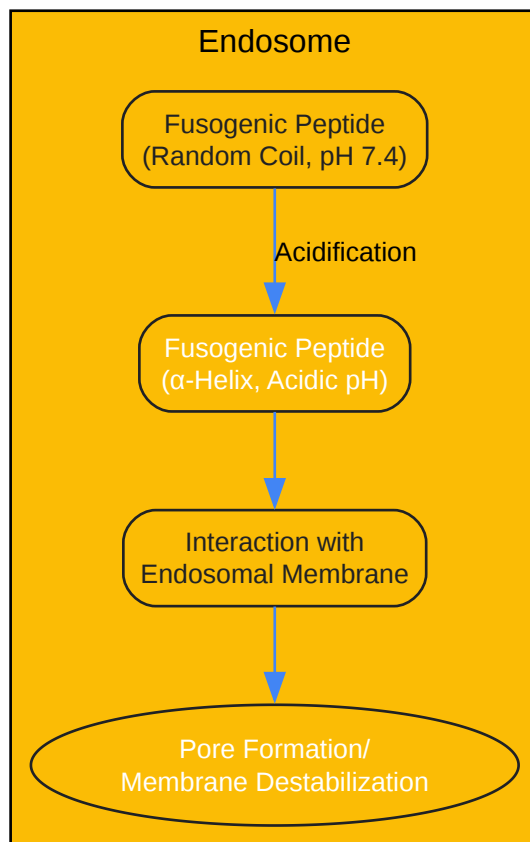 Endosome
Fusogenic Peptide
(Random Coil, pH 7.4)
Acidification
Fusogenic Peptide
(α-Helix, Acidic pH)
Interaction with
Endosomal Membrane
Pore Formation/
Membrane Destabilization